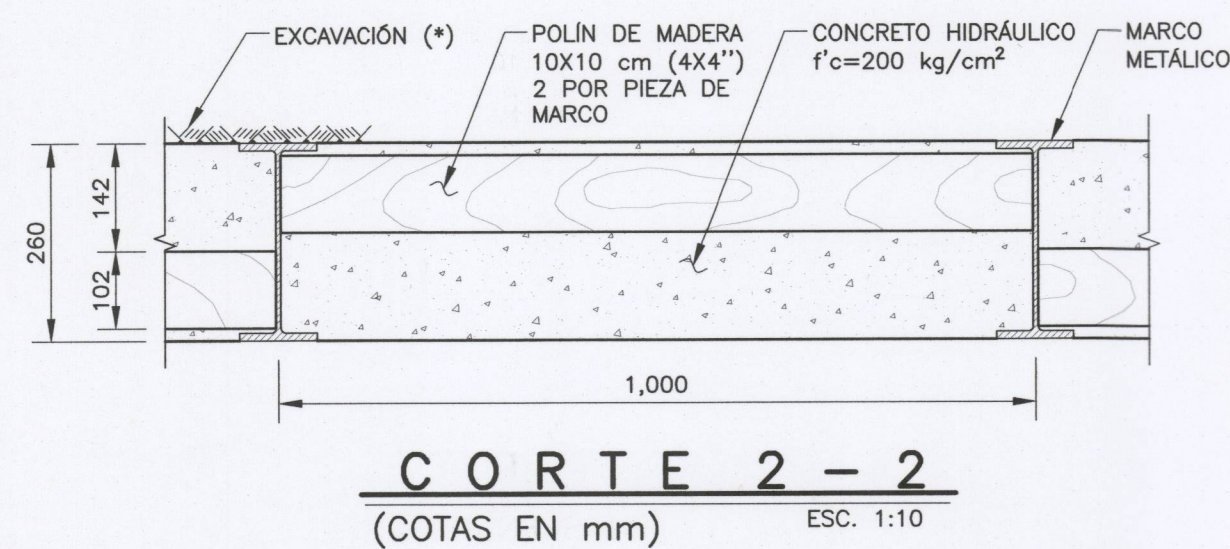 EXCAVACIÓN (*)
POLÍN DE MADERA
10X10 cm (4X4'')
2 POR PIEZA DE
MARCO
CONCRETO HIDRÁULICO
f'c=200 kg/cm²
MARCO
METÁLICO
260
142
102
1,000
CORTE 2-2
(COTAS EN mm)
ESC. 1:10